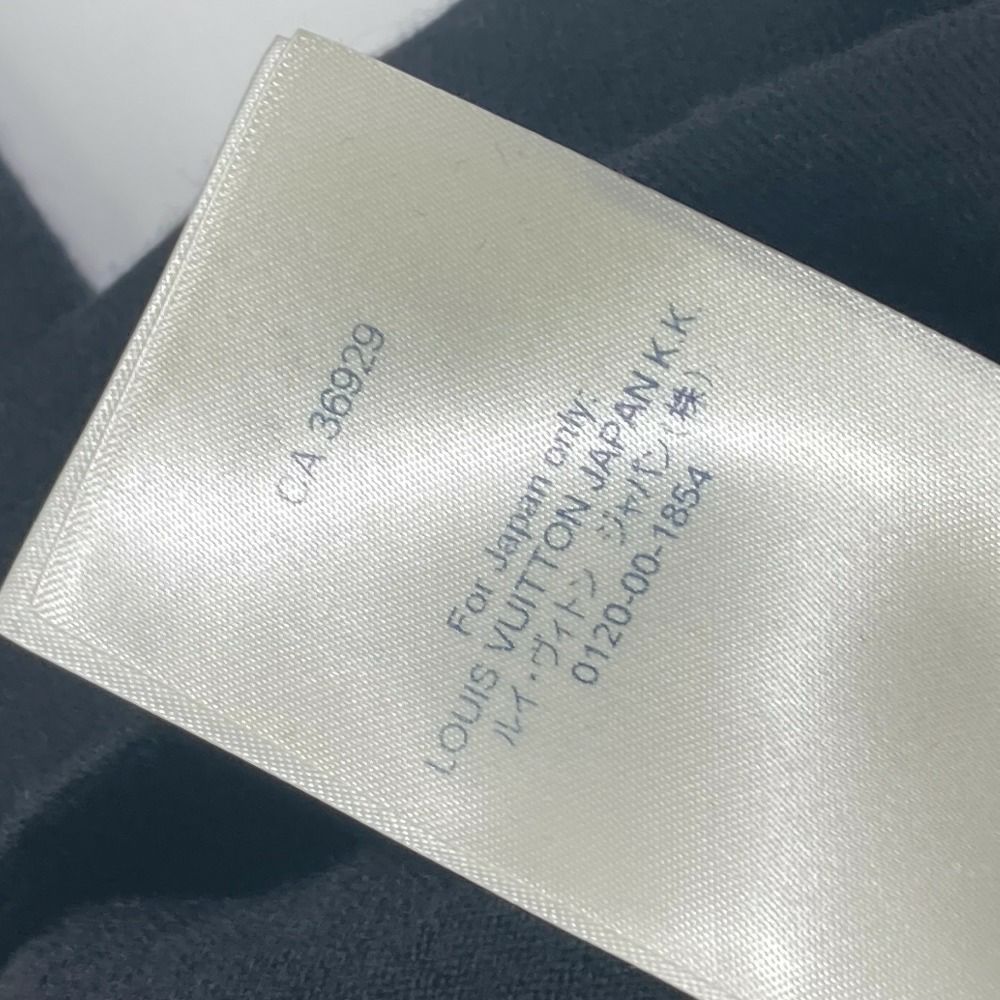 CA 36929
For Japan only:
LOUIS VUITTON JAPAN K.K
ルイ・ヴィトン ジャパン(株)
0120-00-1854